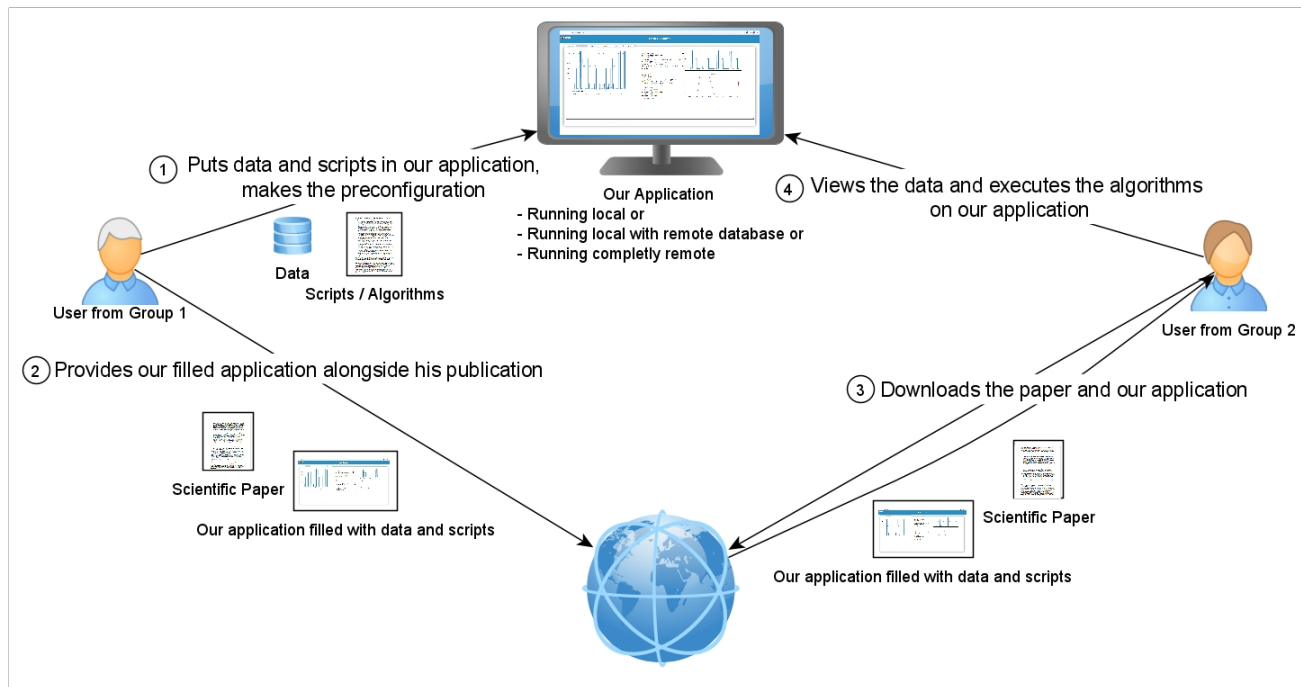 1 Puts data and scripts in our application,
makes the preconfiguration
Our Application
- Running local or
- Running local with remote database or
- Running completly remote
4 Views the data and executes the algorithms
on our application
Data
Scripts / Algorithms
User from Group 1
User from Group 2
2 Provides our filled application alongside his publication
3 Downloads the paper and our application
Scientific Paper
Our application filled with data and scripts
Scientific Paper
Our application filled with data and scripts